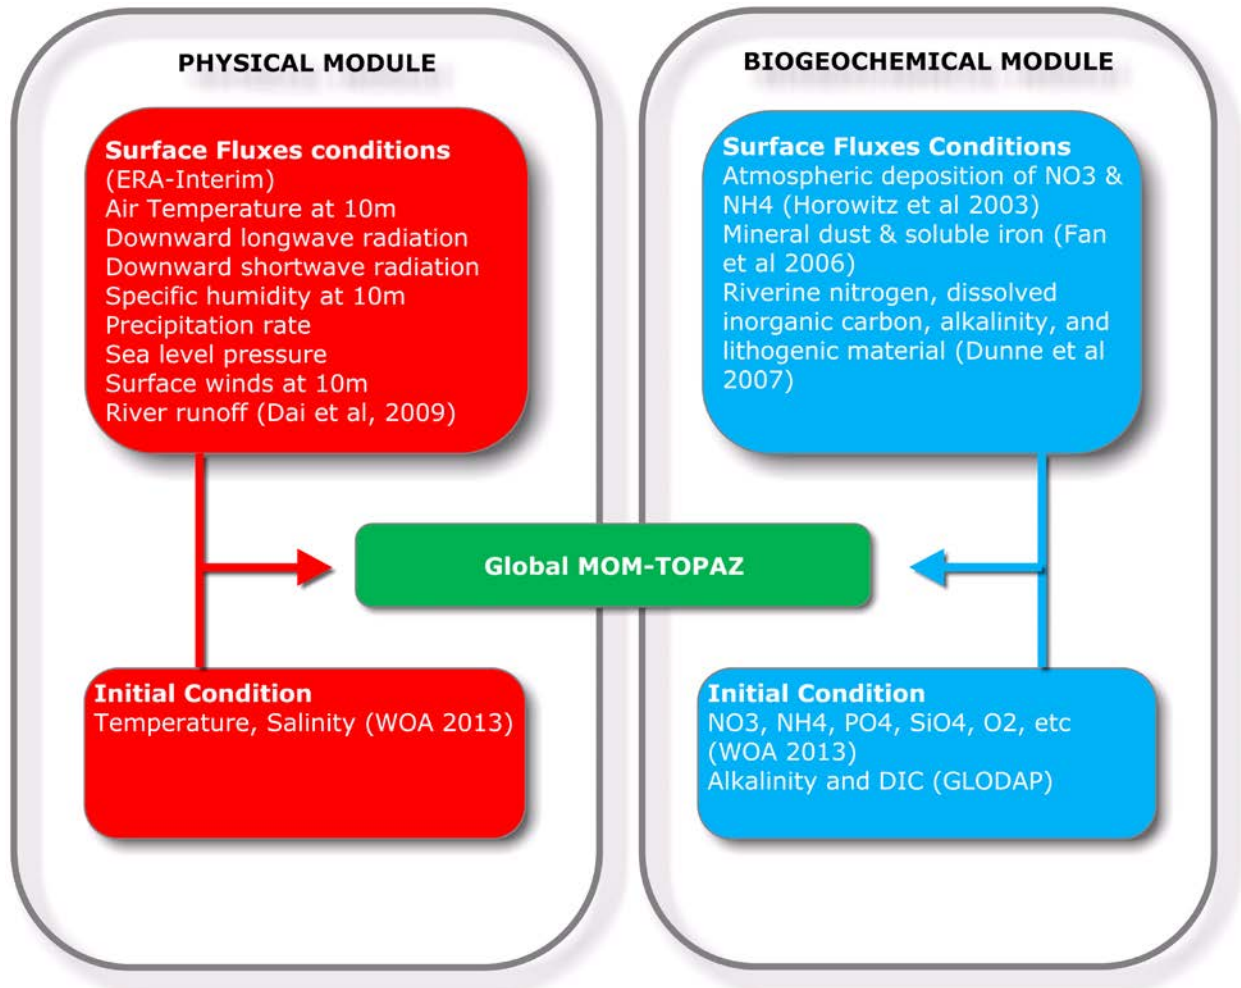 PHYSICAL MODULE
Surface Fluxes conditions
(ERA-Interim)
Air Temperature at 10m
Downward longwave radiation
Downward shortwave radiation
Specific humidity at 10m
Precipitation rate
Sea level pressure
Surface winds at 10m
River runoff (Dai et al, 2009)
BIOGEOCHEMICAL MODULE
Surface Fluxes Conditions
Atmospheric deposition of NO3 &
NH4 (Horowitz et al 2003)
Mineral dust & soluble iron (Fan
et al 2006)
Riverine nitrogen, dissolved
inorganic carbon, alkalinity, and
lithogenic material (Dunne et al
2007)
Global MOM-TOPAZ
Initial Condition
Temperature, Salinity (WOA 2013)
Initial Condition
NO3, NH4, PO4, SiO4, O2, etc
(WOA 2013)
Alkalinity and DIC (GLODAP)